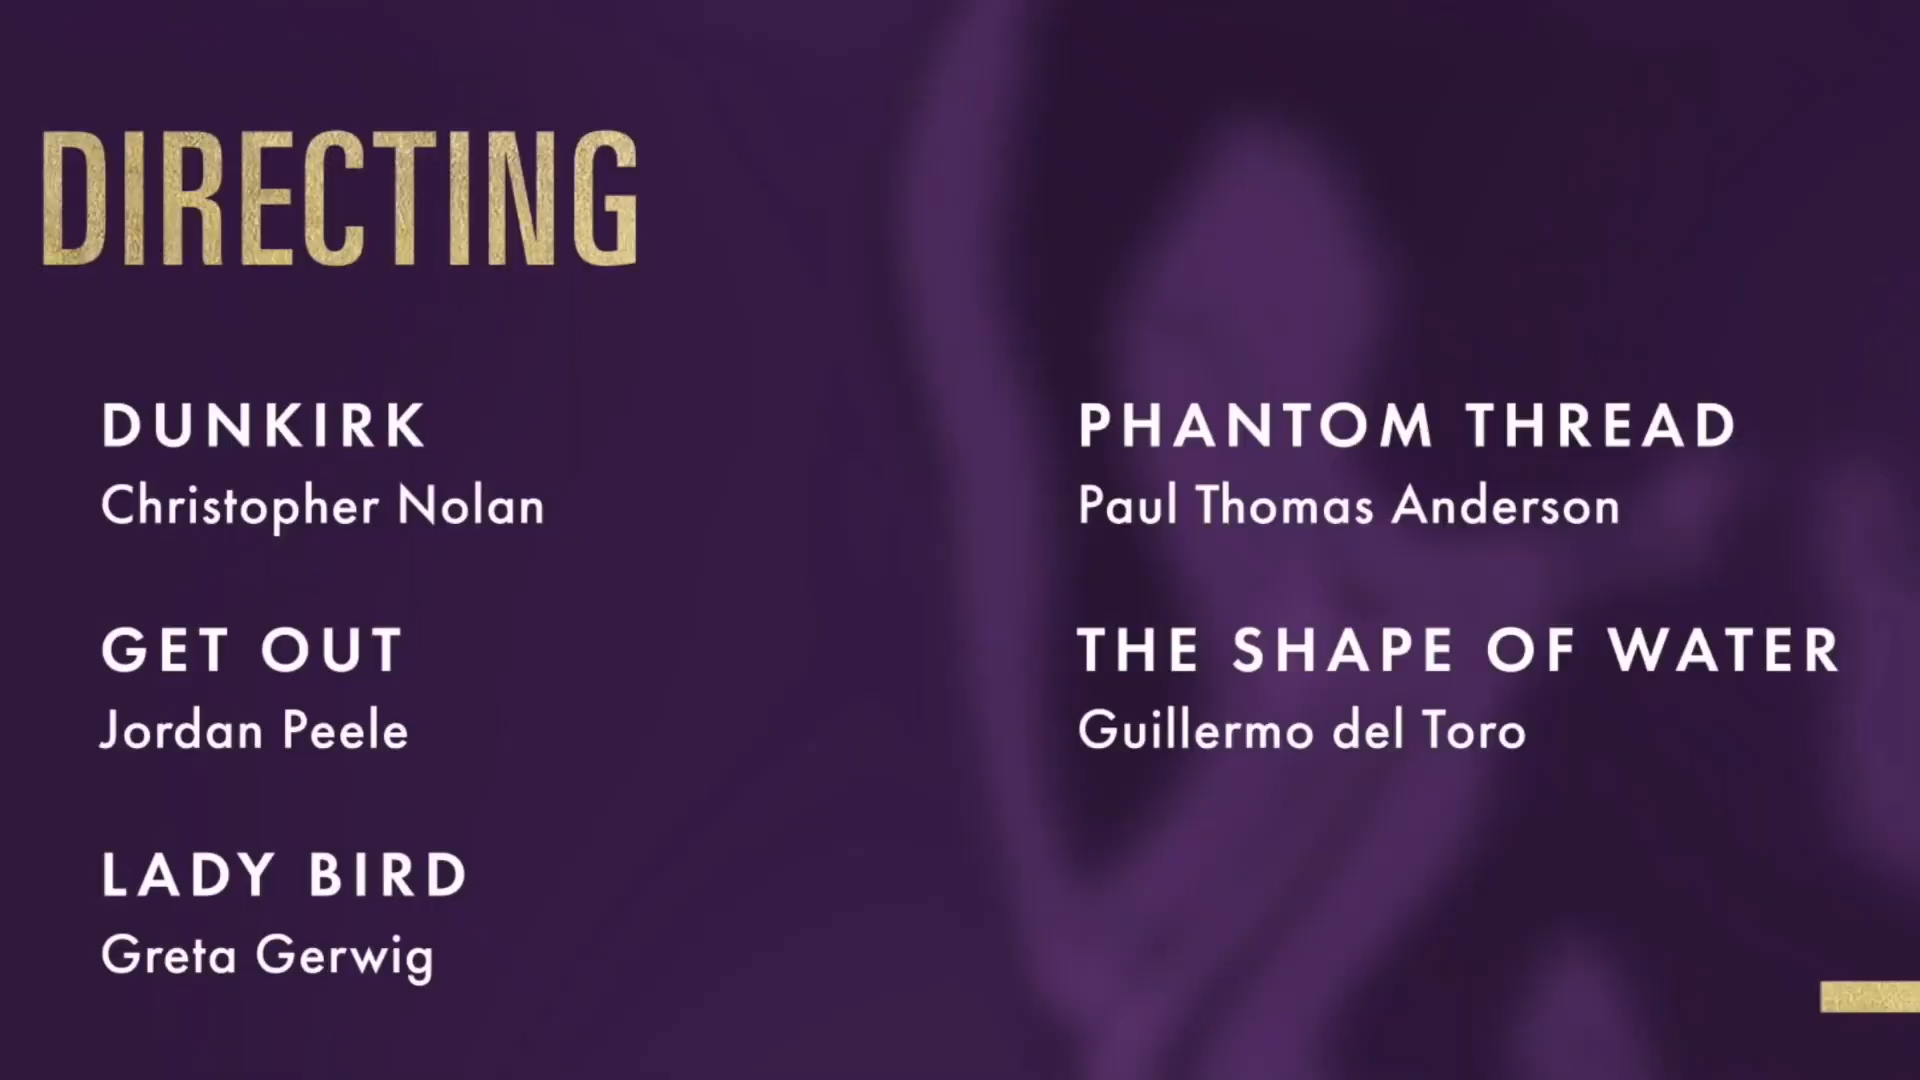 DIRECTING
DUNKIRK
Christopher Nolan
GET OUT
Jordan Peele
LADY BIRD
Greta Gerwig
PHANTOM THREAD
Paul Thomas Anderson
THE SHAPE OF WATER
Guillermo del Toro